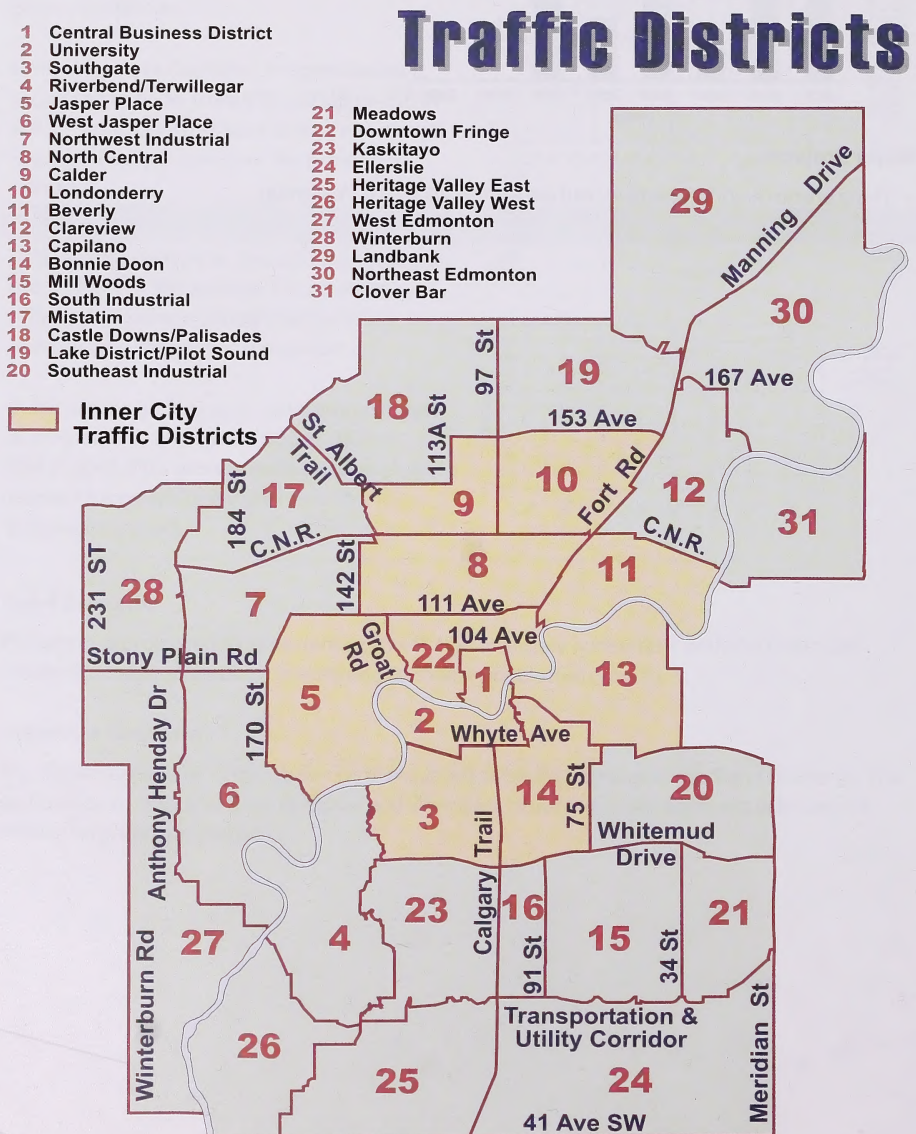 Traffic Districts
1 Central Business District
2 University
3 Southgate
4 Riverbend/Terwillegar
5 Jasper Place
6 West Jasper Place
7 Northwest Industrial
8 North Central
9 Calder
10 Londonderry
11 Beverly
12 Clareview
13 Capilano
14 Bonnie Doon
15 Mill Woods
16 South Industrial
17 Mistatim
18 Castle Downs/Palisades
19 Lake District/Pilot Sound
20 Southeast Industrial
21 Meadows
22 Downtown Fringe
23 Kaskitayo
24 Ellerslie
25 Heritage Valley East
26 Heritage Valley West
27 West Edmonton
28 Winterburn
29 Landbank
30 Northeast Edmonton
31 Clover Bar
Inner City
Traffic Districts
29
Manning Drive
30
97 St
19
167 Ave
18
113A St
153 Ave
St Albert
Trail
184 St
17
9
10
Fort Rd
12
31
C.N.R.
C.N.R.
231 ST
28
7
142 St
8
11
111 Ave
Stony Plain Rd
Groat
Rd
104 Ave
22
1
13
5
170 St
2
Whyte Ave
Anthony Henday Dr
6
3
14
75 St
20
Calgary Trail
Whitemud
Drive
23
16
21
27
4
15
91 St
34 St
Winterburn Rd
Transportation &
Utility Corridor
Meridian St
26
25
24
41 Ave SW